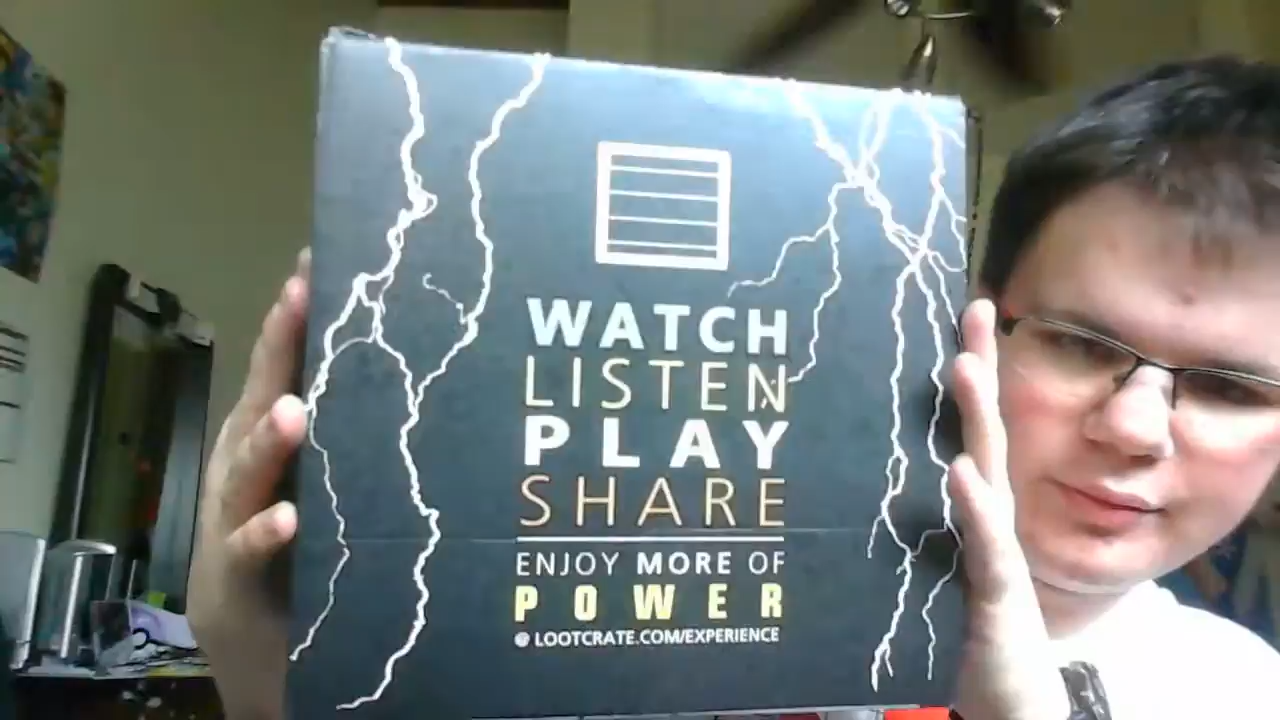 WATCH
LISTEN
PLAY
SHARE
ENJOY MORE OF
POWER
@ LOOTCRATE.COM/EXPERIENCE